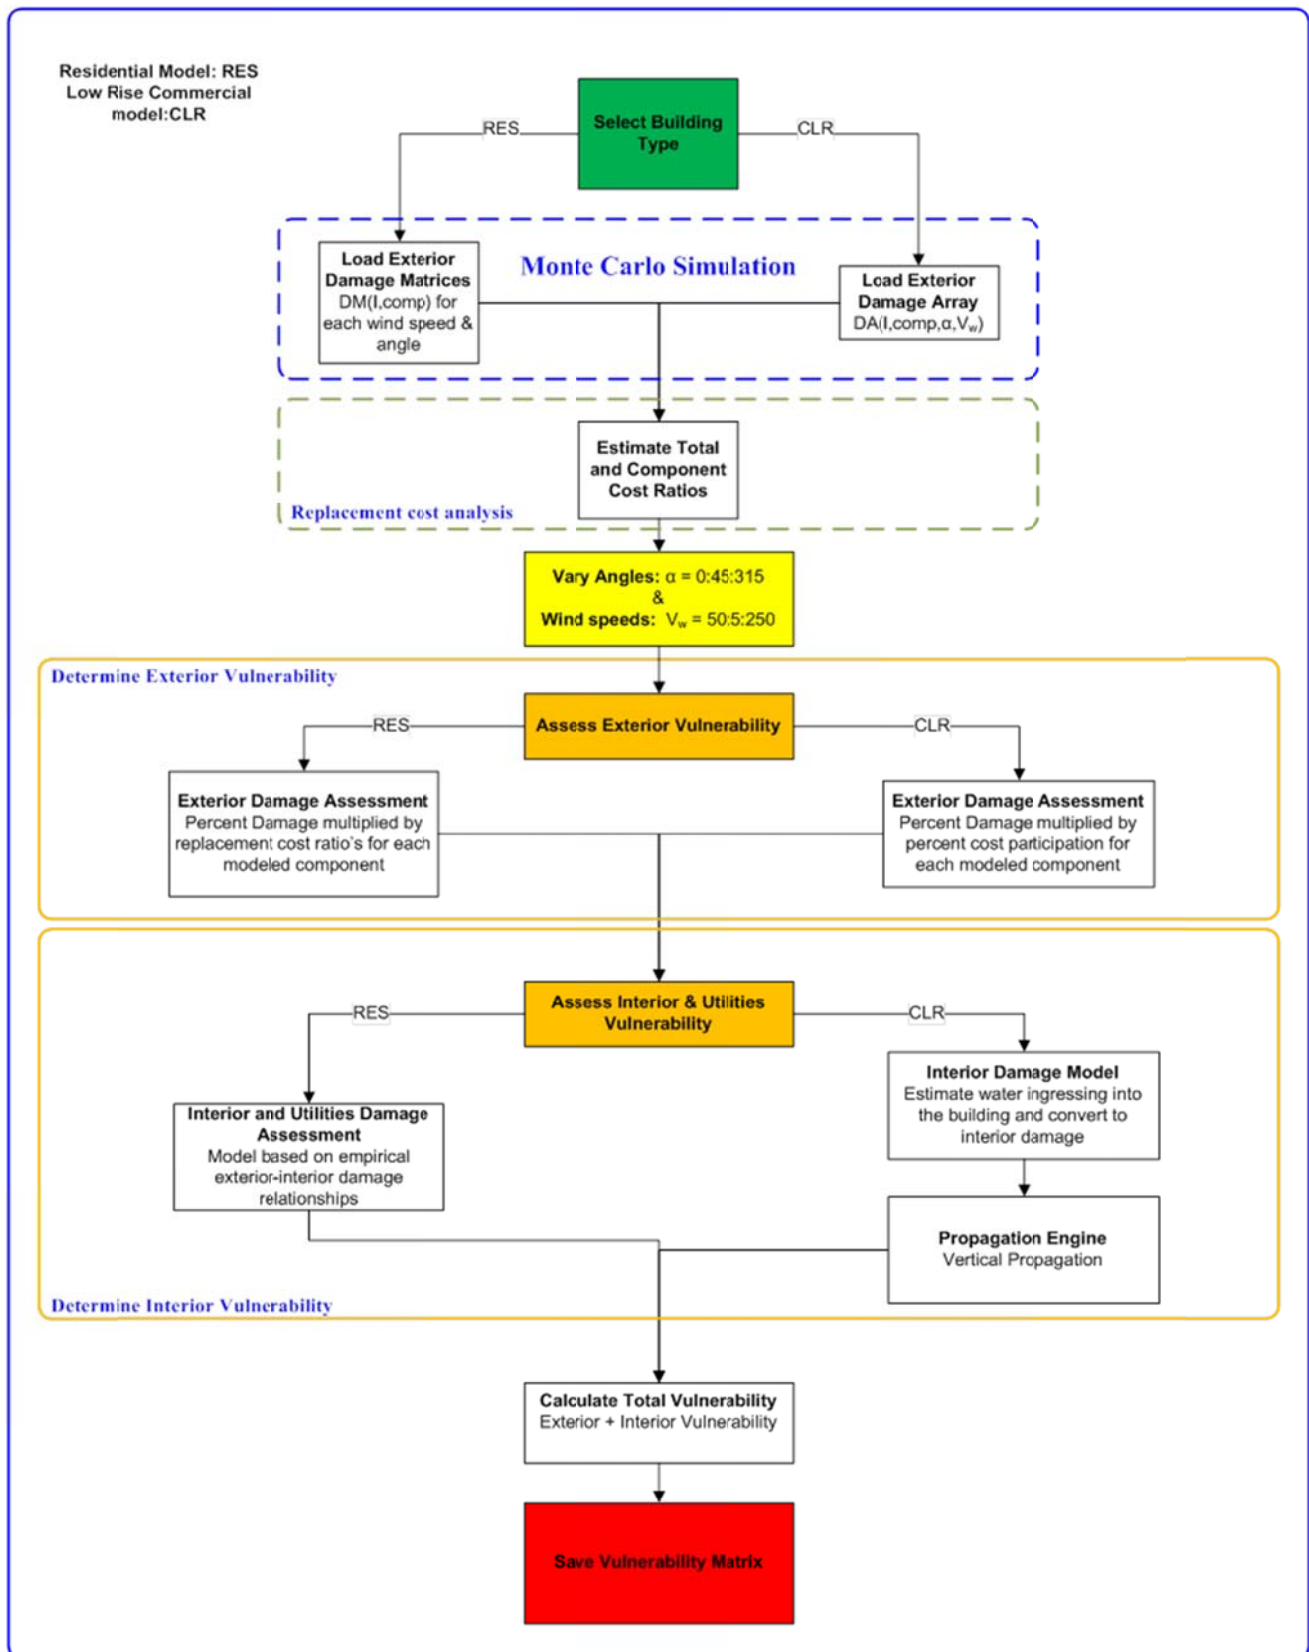 Residential Model: RES
Low Rise Commercial
model:CLR
Select Building
Type
RES
CLR
Monte Carlo Simulation
Load Exterior
Damage Matrices
DM(I,comp) for
each wind speed &
angle
Load Exterior
Damage Array
DA(I,comp,α,Vw)
Estimate Total
and Component
Cost Ratios
Replacement cost analysis
Vary Angles: α = 0:45:315
&
Wind speeds: Vw = 50:5:250
Determine Exterior Vulnerability
Assess Exterior Vulnerability
RES
CLR
Exterior Damage Assessment
Percent Damage multiplied by
replacement cost ratio's for each
modeled component
Exterior Damage Assessment
Percent Damage multiplied by
percent cost participation for
each modeled component
Assess Interior & Utilities
Vulnerability
RES
CLR
Interior and Utilities Damage
Assessment
Model based on empirical
exterior-interior damage
relationships
Interior Damage Model
Estimate water ingressing into
the building and convert to
interior damage
Propagation Engine
Vertical Propagation
Determine Interior Vulnerability
Calculate Total Vulnerability
Exterior + Interior Vulnerability
Save Vulnerability Matrix